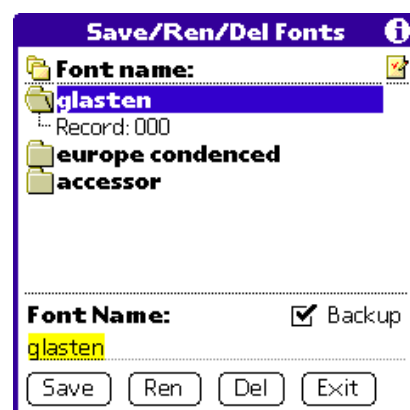 Save/Ren/Del Fonts
Font name:
glasten
Record: 000
europe condenced
accessor
Font Name:
Backup
glasten
Save Ren Del Exit